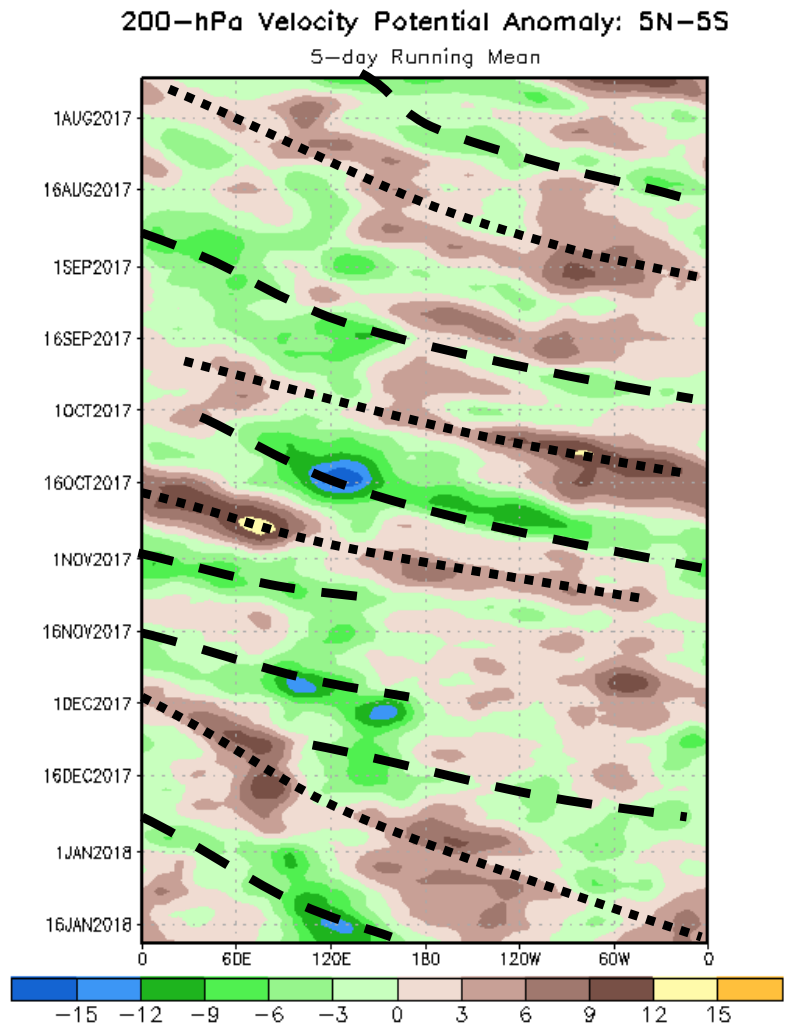 200-hPa Velocity Potential Anomaly: 5N-5S
5-day Running Mean
1AUG2017
16AUG2017
1SEP2017
16SEP2017
1OCT2017
16OCT2017
1NOV2017
16NOV2017
1DEC2017
16DEC2017
1JAN2018
16JAN2018
0 60E 120E 180 120W 60W 0
-15 -12 -9 -6 -3 0 3 6 9 12 15